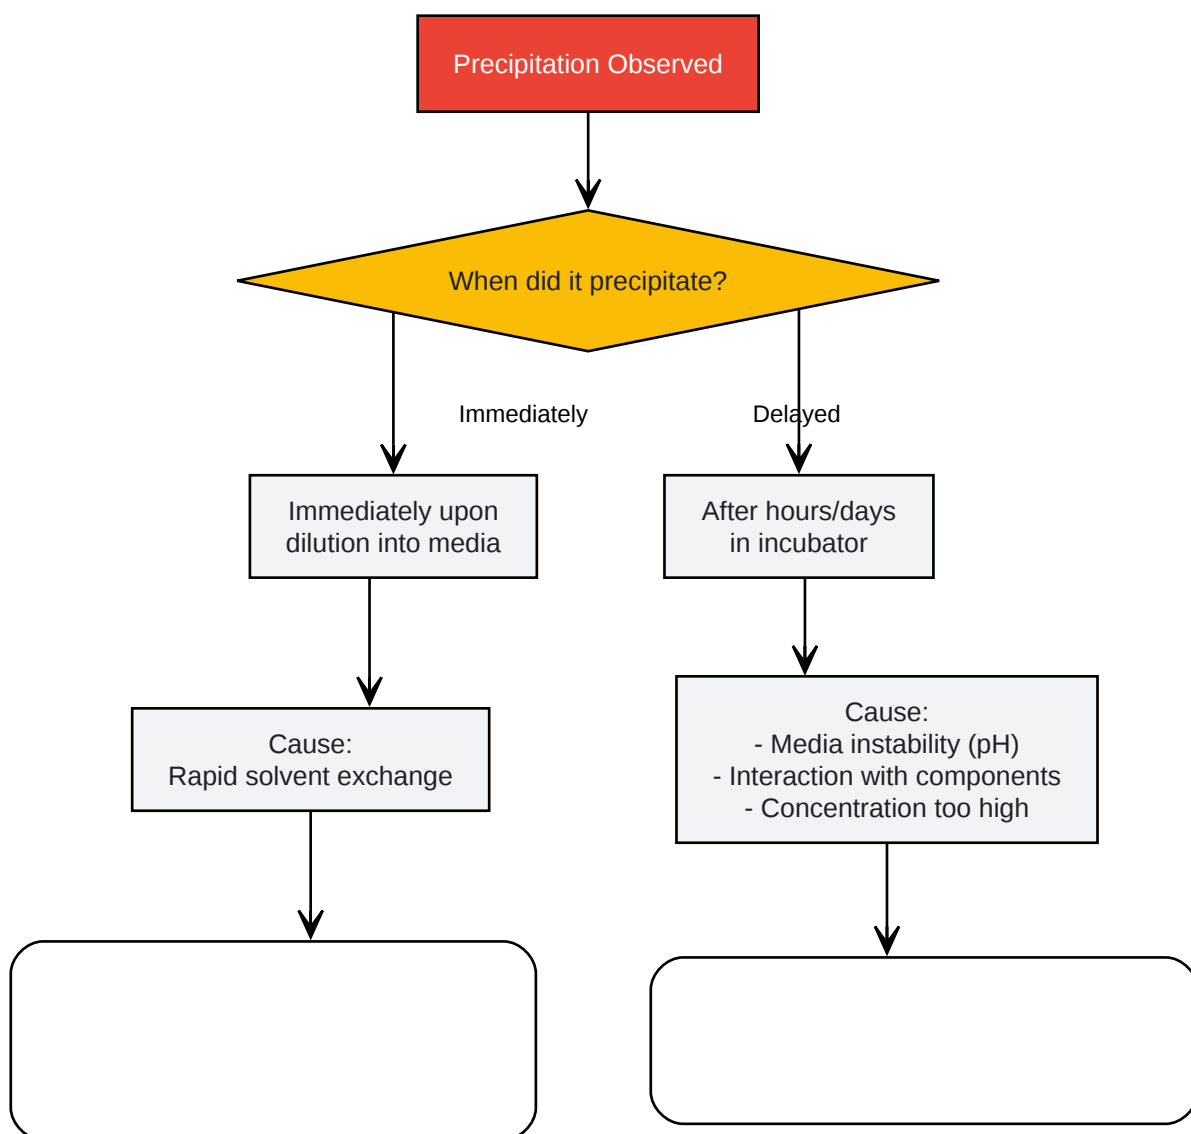 Precipitation Observed
When did it precipitate?
Immediately
Delayed
Immediately upon
dilution into media
After hours/days
in incubator
Cause:
Rapid solvent exchange
Cause:
- Media instability (pH)
- Interaction with components
- Concentration too high